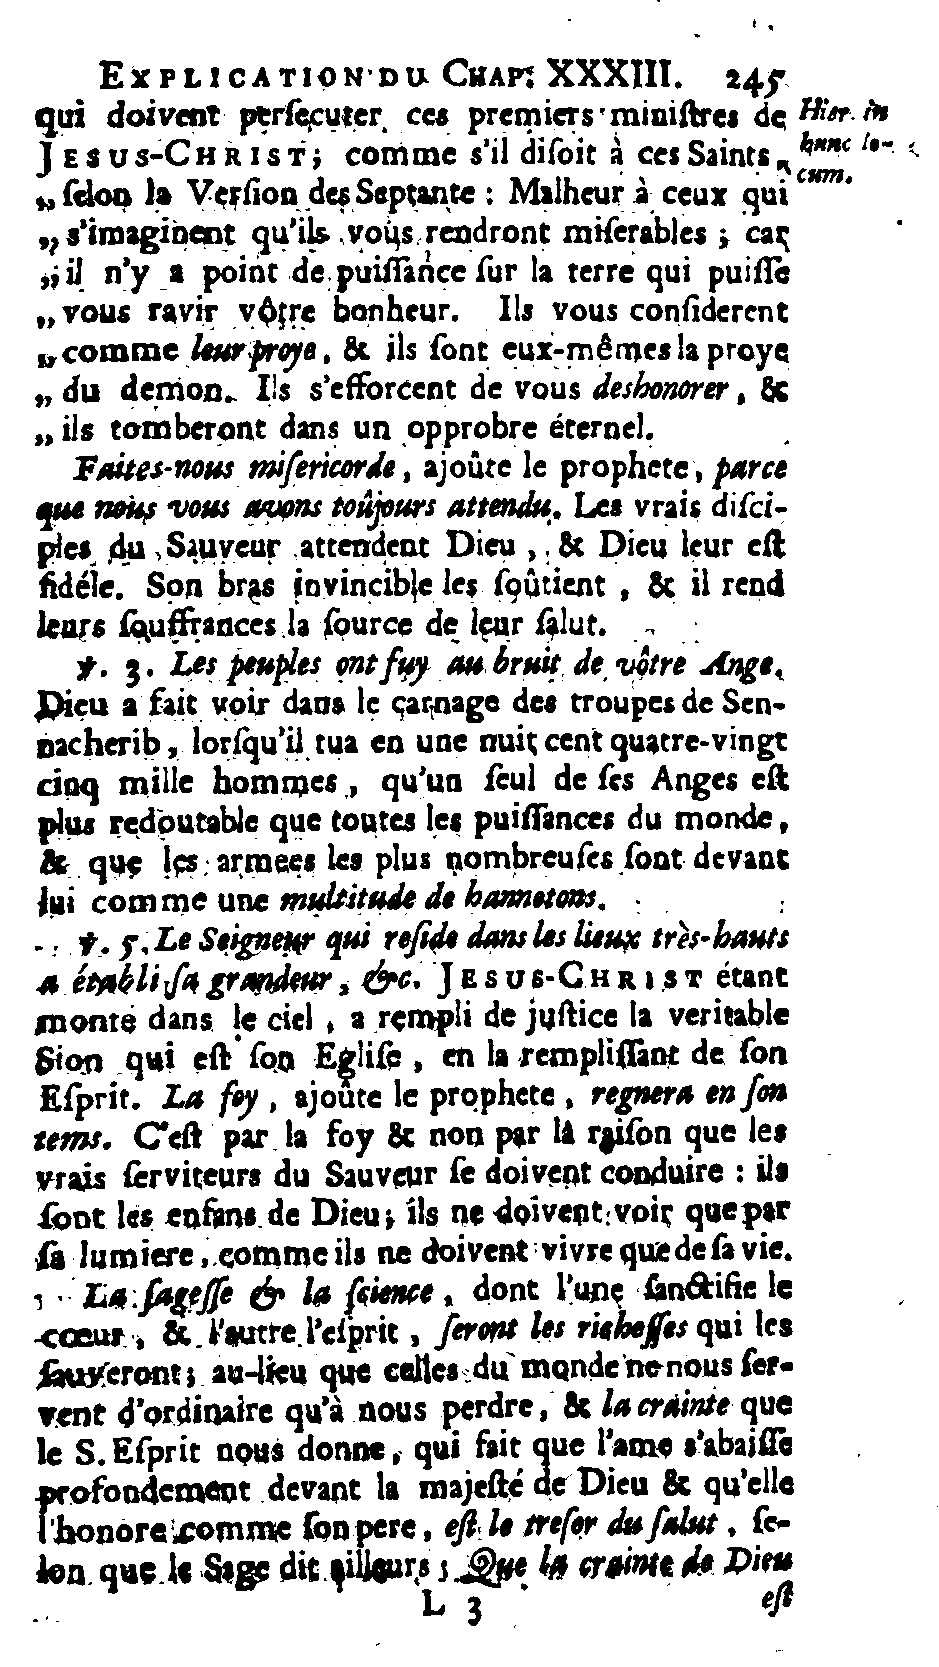 EXPLICATION DU CHAP. XXXIII. 245
qui doivent persecuter ces premiers miniſtres de
JESUS-CHRIST; comme s'il diſoit à ces Saints
„ ſelon la Verſion des Septante : Malheur à ceux qui
„ s'imaginent qu'ils vous rendront miſerables ; car
„ il n'y a point de puiſſance ſur la terre qui puiſſe
„ vous ravir vôtre bonheur. Ils vous conſiderent
„ comme leur proye, & ils ſont eux-mêmes la proye
„ du demon. Ils s'efforcent de vous deshonorer, &
„ ils tomberont dans un opprobre éternel.
Hier. in
hunc lo-
cum.
Faites-nous miſericorde, ajoûte le prophete, parce
que nous vous avons toûjours attendu. Les vrais diſci-
ples du Sauveur attendent Dieu, & Dieu leur eſt
fidéle. Son bras invincible les ſoûtient, & il rend
leurs ſouffrances la ſource de leur ſalut.
℣. 3. Les peuples ont fuy au bruit de vôtre Ange.
Dieu a fait voir dans le carnage des troupes de Sen-
nacherib, lorſqu'il tua en une nuit cent quatre-vingt
cinq mille hommes, qu'un ſeul de ſes Anges eſt
plus redoutable que toutes les puiſſances du monde,
& que les armées les plus nombreuſes ſont devant
lui comme une multitude de hannetons.
℣. 5. Le Seigneur qui reſide dans les lieux très-hauts
a établi ſa grandeur, &c. JESUS-CHRIST étant
monté dans le ciel, a rempli de juſtice la veritable
Sion qui eſt ſon Egliſe, en la rempliſſant de ſon
Eſprit. La foy, ajoûte le prophete, regnera en ſon
tems. C'eſt par la foy & non par la raiſon que les
vrais ſerviteurs du Sauveur ſe doivent conduire : ils
ſont les enfans de Dieu; ils ne doivent voir que par
ſa lumiere, comme ils ne doivent vivre que de ſa vie.
La ſageſſe & la ſcience, dont l'une ſanctifie le
cœur, & l'autre l'eſprit, ſeront les richeſſes qui les
ſauveront; au-lieu que celles du monde ne nous ſer-
vent d'ordinaire qu'à nous perdre, & la crainte que
le S. Eſprit nous donne, qui fait que l'ame s'abaiſſe
profondement devant la majeſté de Dieu & qu'elle
l'honore comme ſon pere, eſt le treſor du ſalut, ſe-
lon que le Sage dit ailleurs ; Que la crainte de Dieu
L 3 eſt